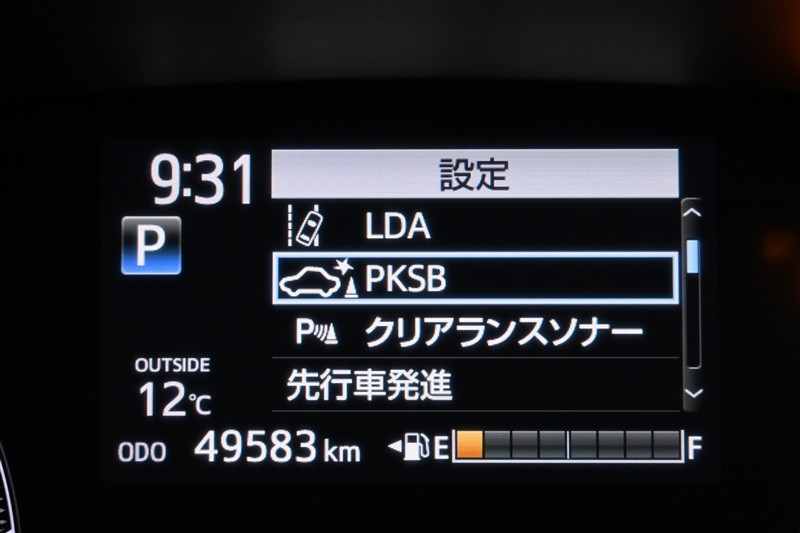 9:31
設定
LDA
P
PKSB
P クリアランスソナー
OUTSIDE
12℃
先行車発進
ODO 49583 km E F